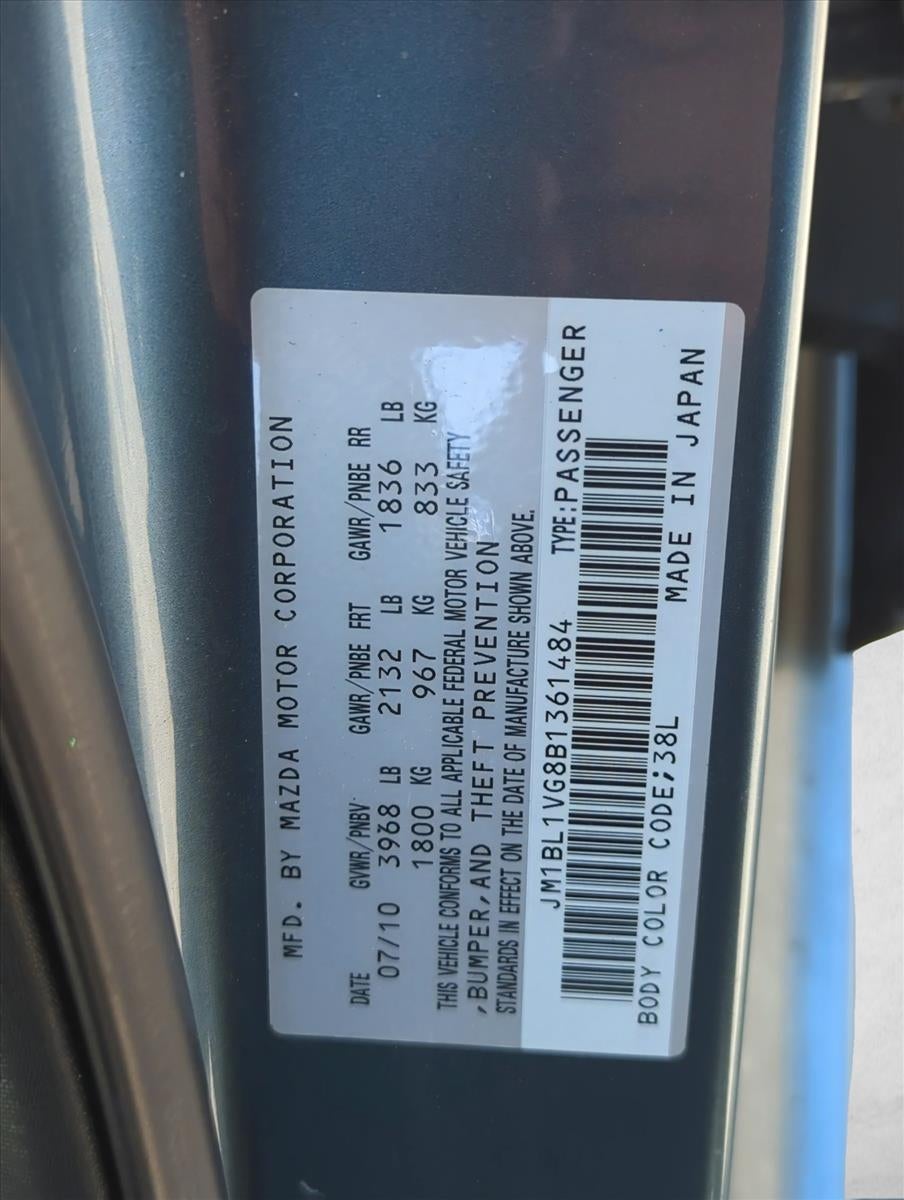 MFD. BY MAZDA MOTOR CORPORATION
DATE GVWR/PNBV GAWR/PNBE FRT GAWR/PNBE RR
07/10 3968 LB 2132 LB 1836 LB
1800 KG 967 KG 833 KG
THIS VEHICLE CONFORMS TO ALL APPLICABLE FEDERAL MOTOR VEHICLE SAFETY
,BUMPER,AND THEFT PREVENTION
STANDARDS IN EFFECT ON THE DATE OF MANUFACTURE SHOWN ABOVE.
JM1BL1VG8B1361484 TYPE:PASSENGER
BODY COLOR CODE;38L MADE IN JAPAN